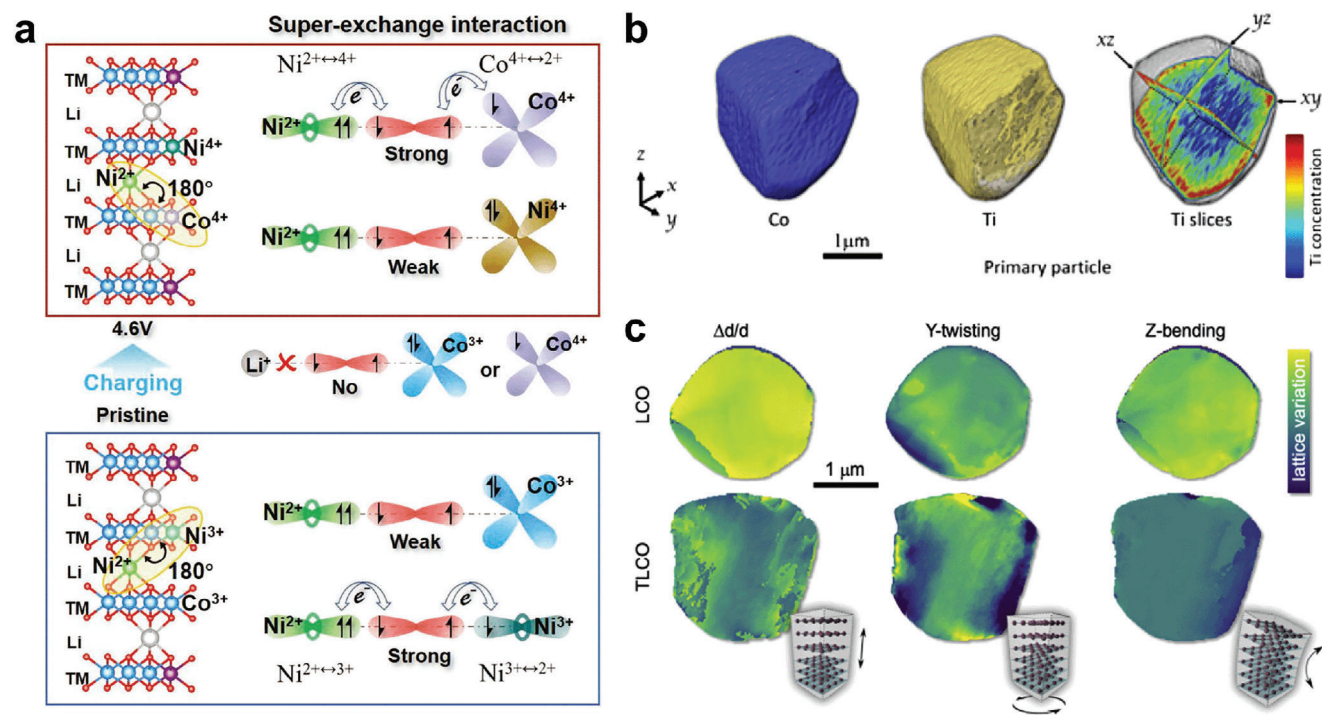 a
Super-exchange interaction
TM
Li
TM
Li
TM
Li
TM
Ni4+
Ni2+
180°
Co4+
Ni2+↔4+
Co4+↔2+
e-
e-
Ni2+
Strong
Co4+
Ni2+
Weak
Ni4+
4.6V
Charging
Pristine
Li+
No
Co3+
or
Co4+
TM
Li
TM
Li
TM
Li
TM
Ni3+
Ni2+
180°
Co3+
Ni2+
Weak
Co3+
e-
e-
Ni2+
Strong
Ni3+
Ni2+↔3+
Ni3+↔2+
b
z
x
y
Co
Ti
Ti slices
xz
yz
xy
1μm
Primary particle
Ti concentration
c
Δd/d
Y-twisting
Z-bending
LCO
1 μm
TLCO
lattice variation